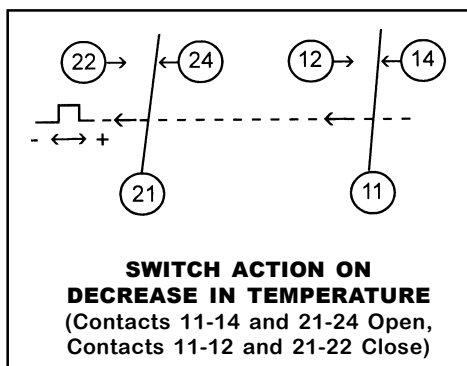 22 24 12 14
- +
21 11
SWITCH ACTION ON
DECREASE IN TEMPERATURE
(Contacts 11-14 and 21-24 Open,
Contacts 11-12 and 21-22 Close)